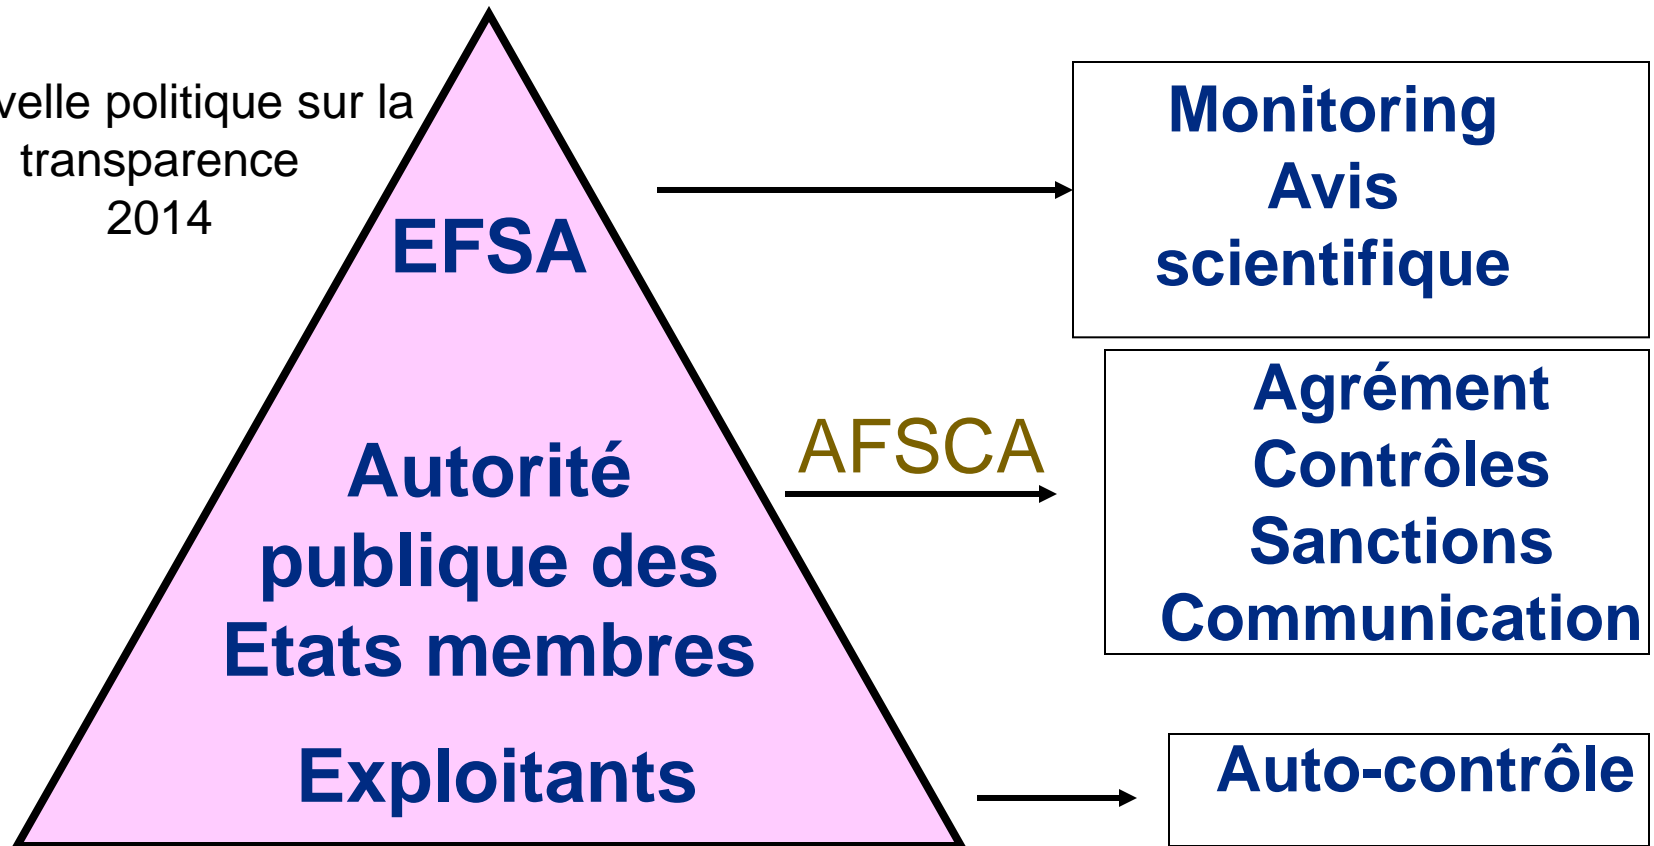 velle politique sur la
transparence
2014
EFSA
Autorité
publique des
Etats membres
Exploitants
AFSCA
Monitoring
Avis
scientifique
Agrément
Contrôles
Sanctions
Communication
Auto-contrôle